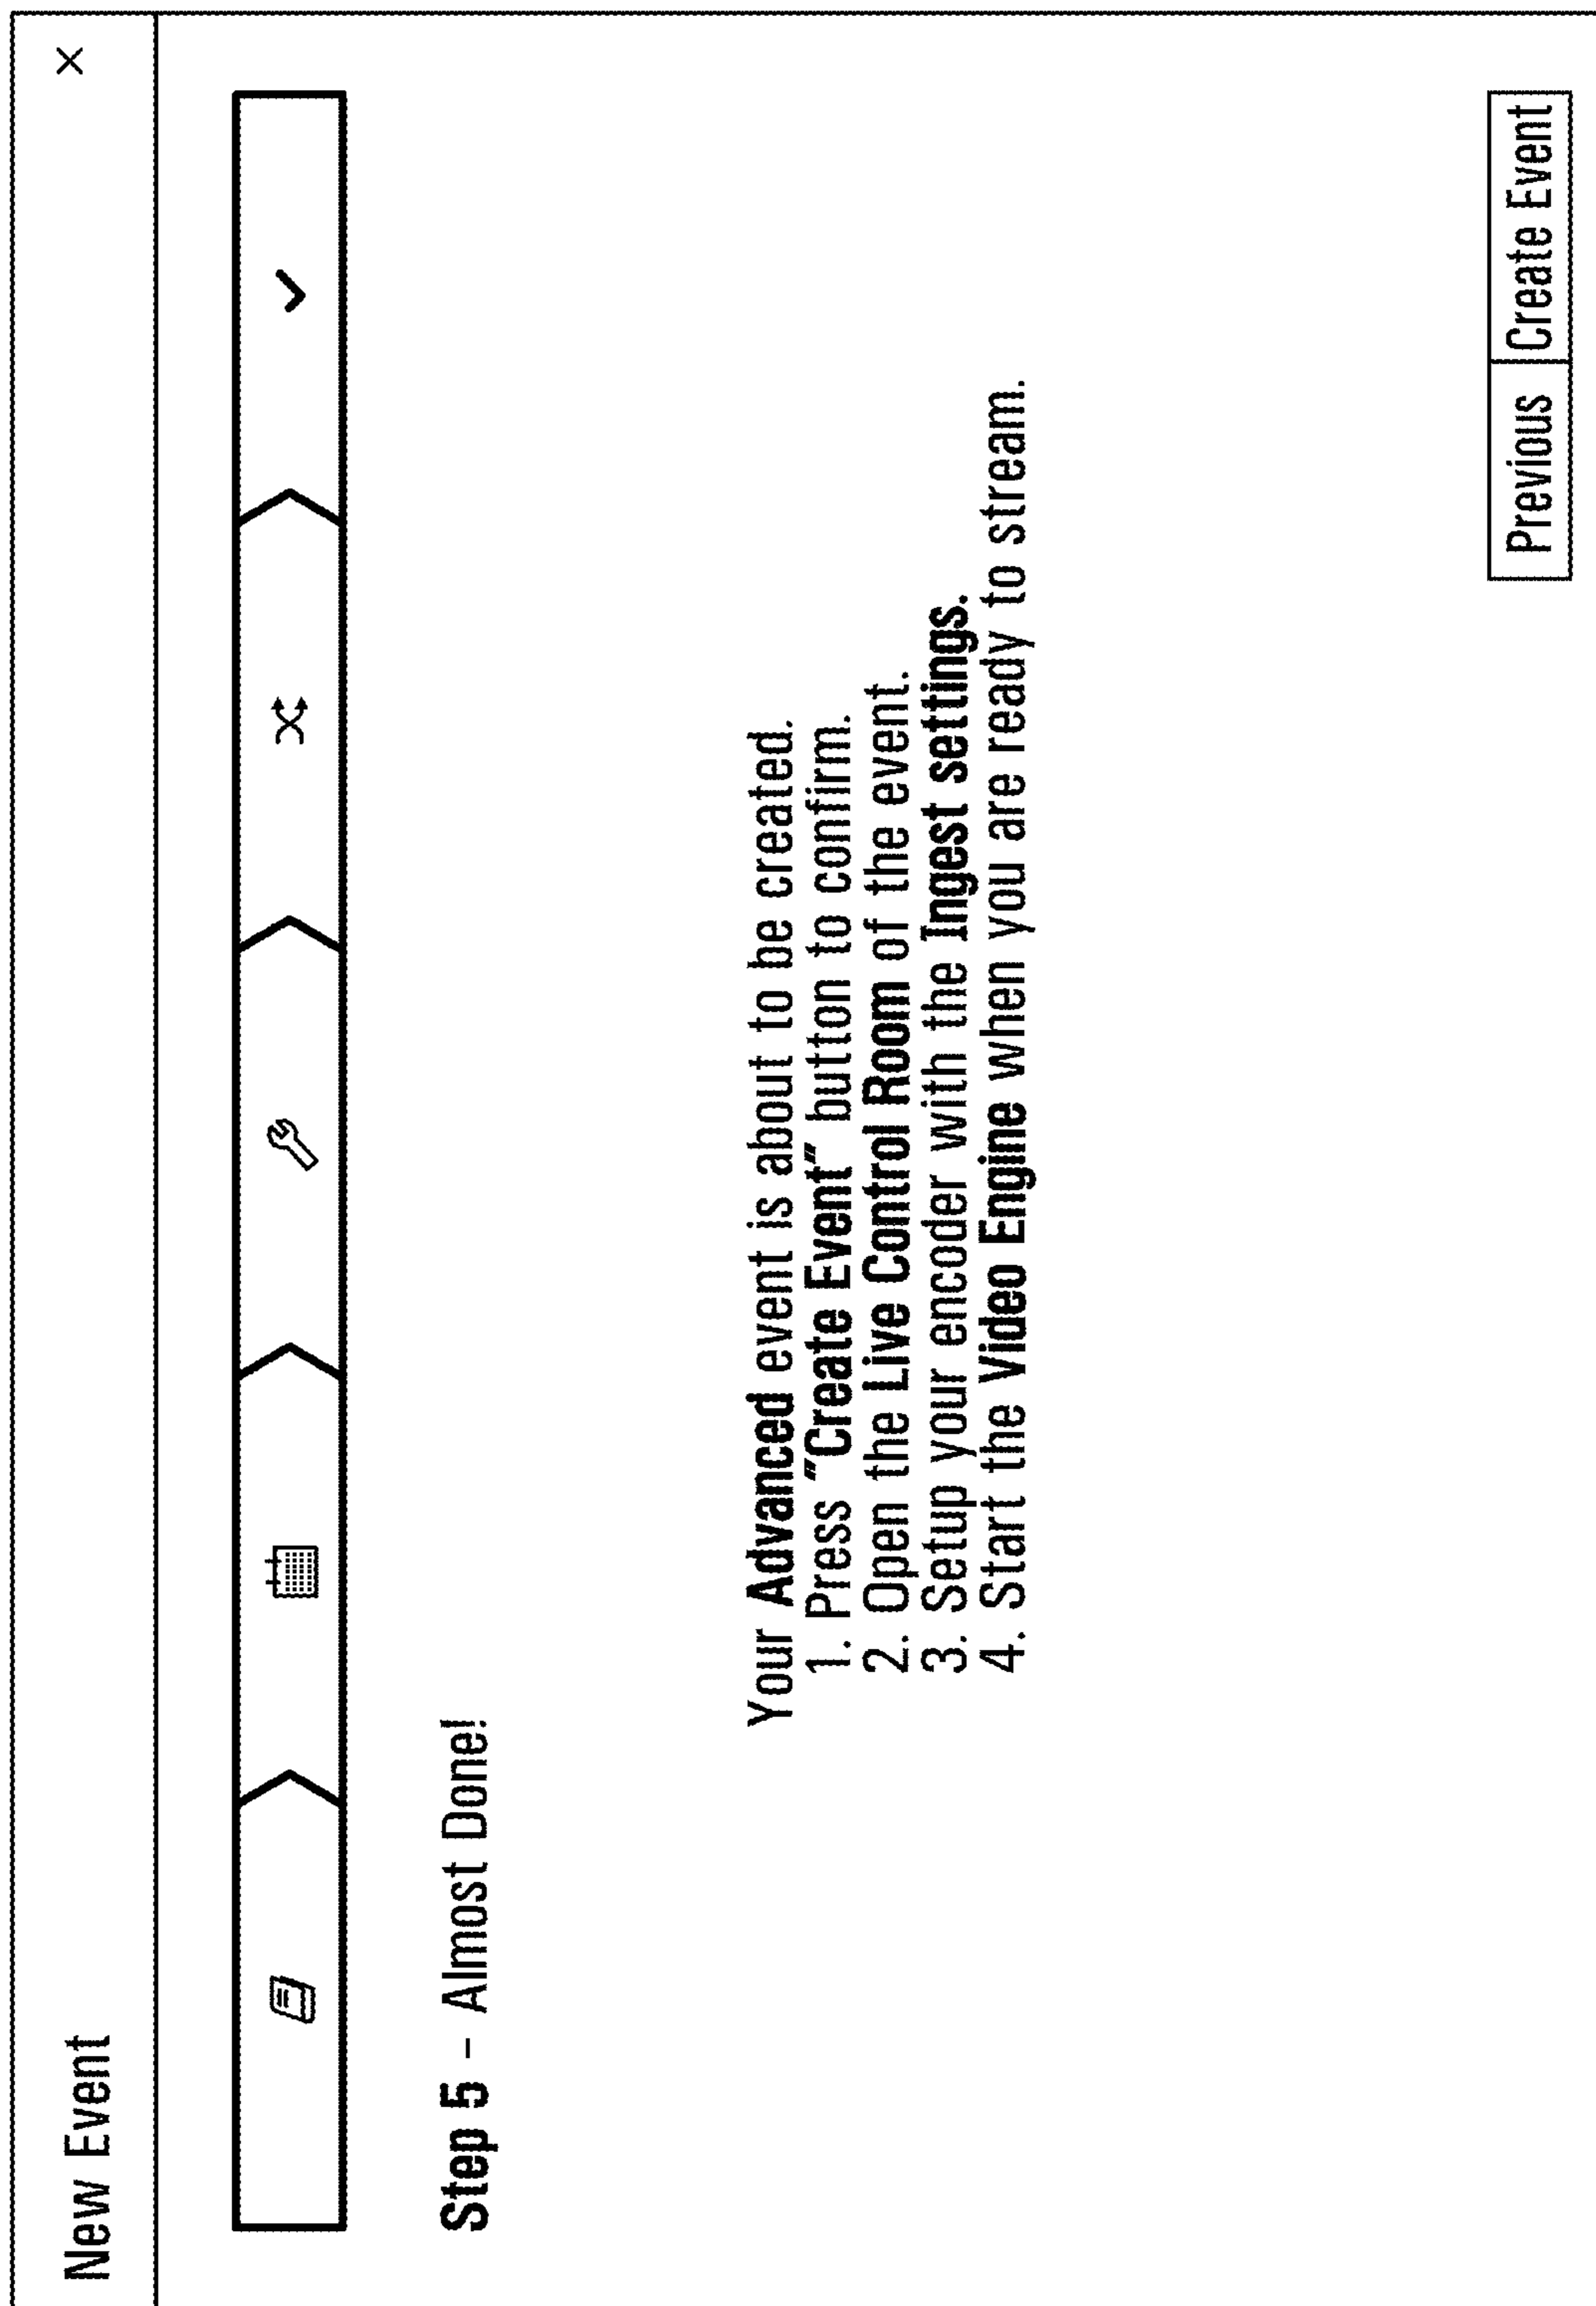 New Event
×
Step 5 - Almost Done!
Your Advanced event is about to be created.
1. Press "Create Event" button to confirm.
2. Open the Live Control Room of the event.
3. Setup your encoder with the Ingest settings.
4. Start the Video Engine when you are ready to stream.
Previous
Create Event